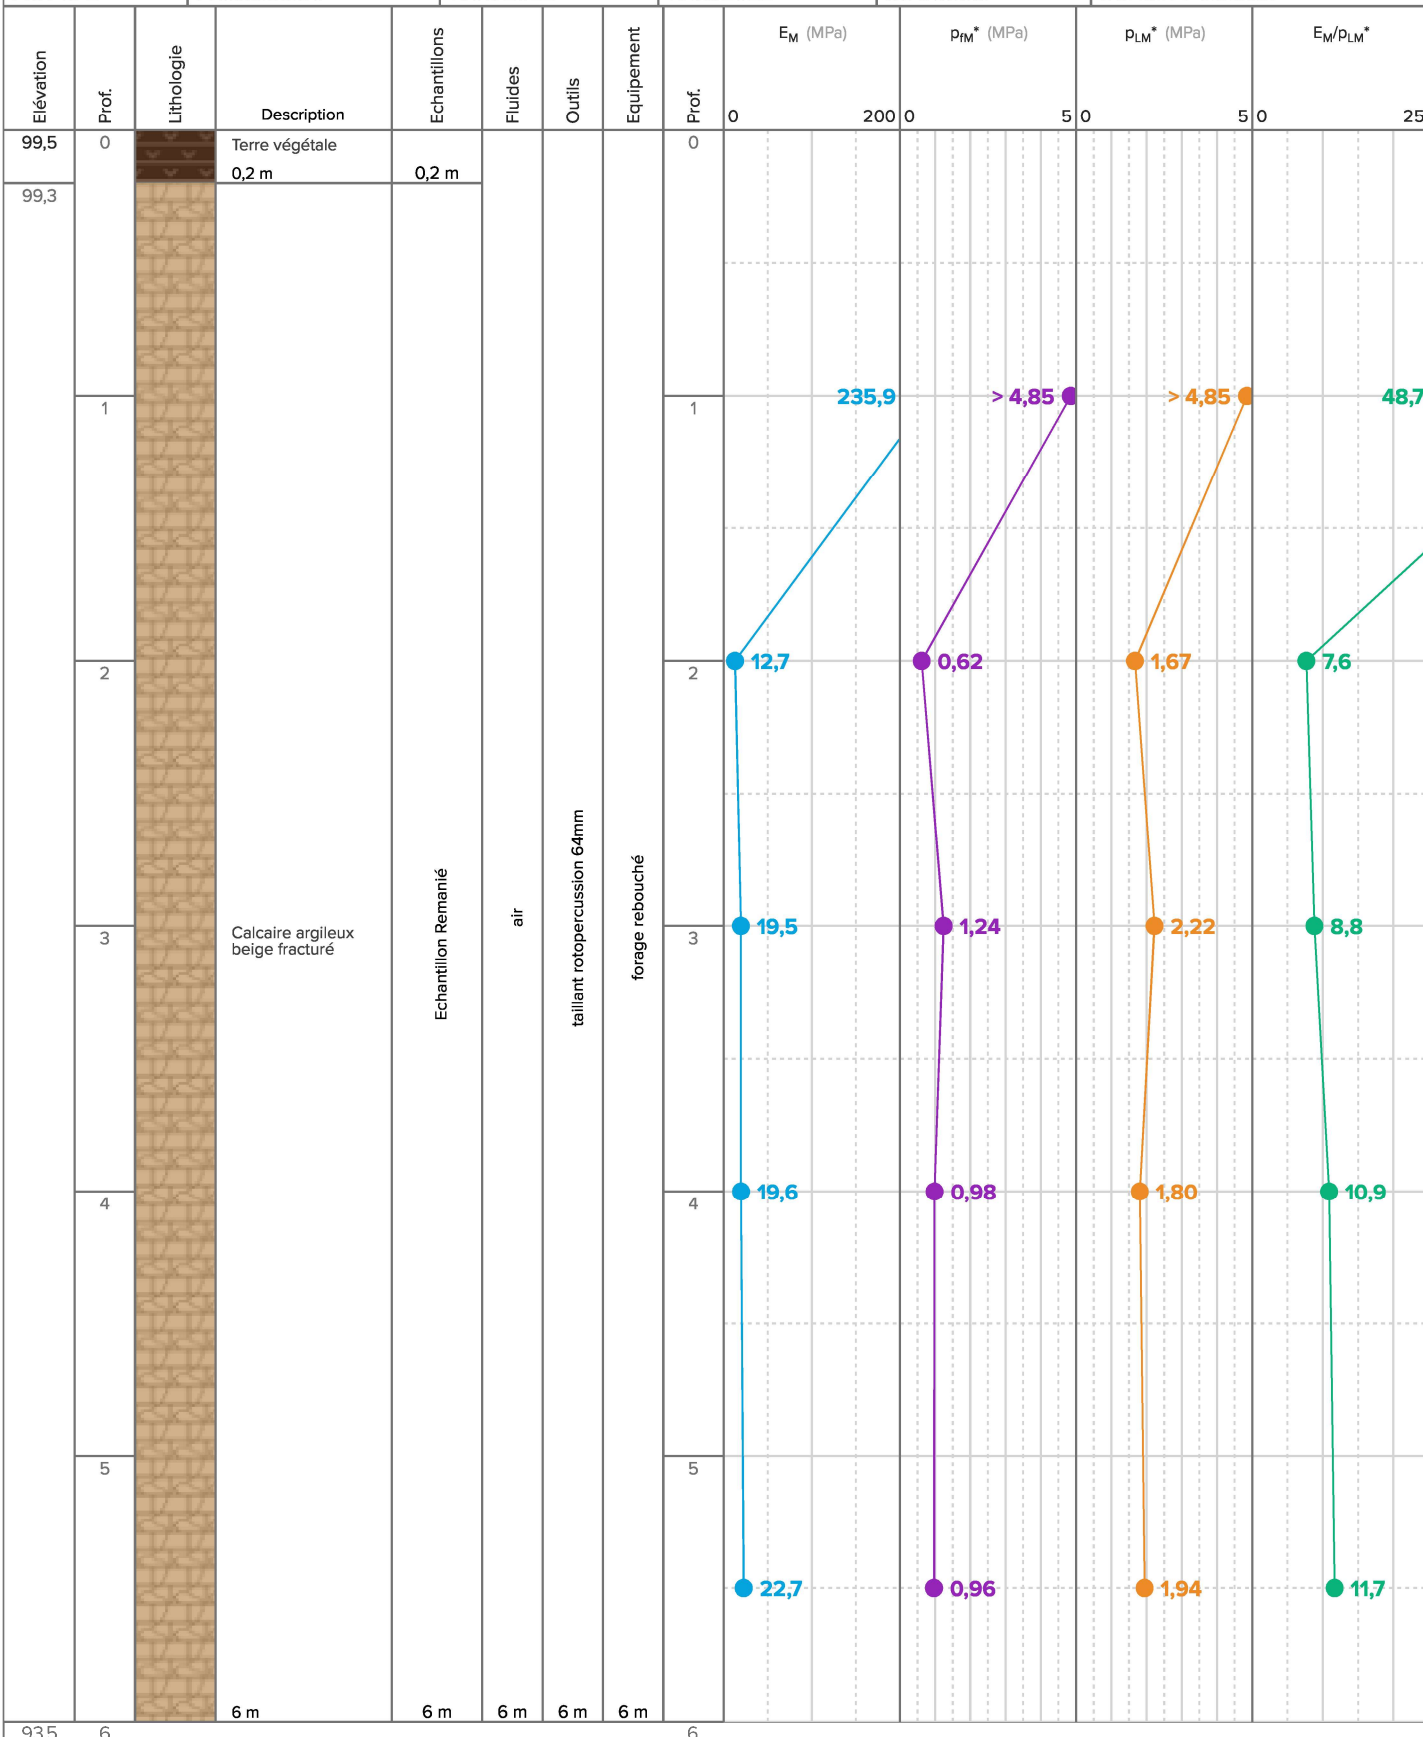 Elévation
Prof.
Lithologie
Description
Echantillons
Fluides
Outils
Equipement
Prof.
EM (MPa)
pfM* (MPa)
pLM* (MPa)
EM/pLM*
0 200
0 5
0 5
0 25
99,5
0
Terre végétale
0
0,2 m
0,2 m
99,3
1
1
235,9
> 4,85
> 4,85
48,7
2
2
12,7
0,62
1,67
7,6
3
Calcaire argileux
beige fracturé
Echantillon Remanié
air
taillant rotopercussion 64mm
forage rebouché
3
19,5
1,24
2,22
8,8
4
4
19,6
0,98
1,80
10,9
5
5
22,7
0,96
1,94
11,7
6 m
6 m
6 m
6 m
6 m
93,5
6
6